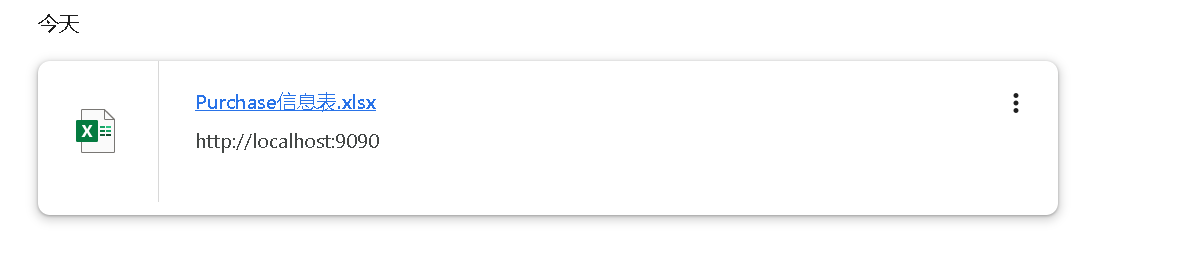 今天
Purchase信息表.xlsx
X
http://localhost:9090